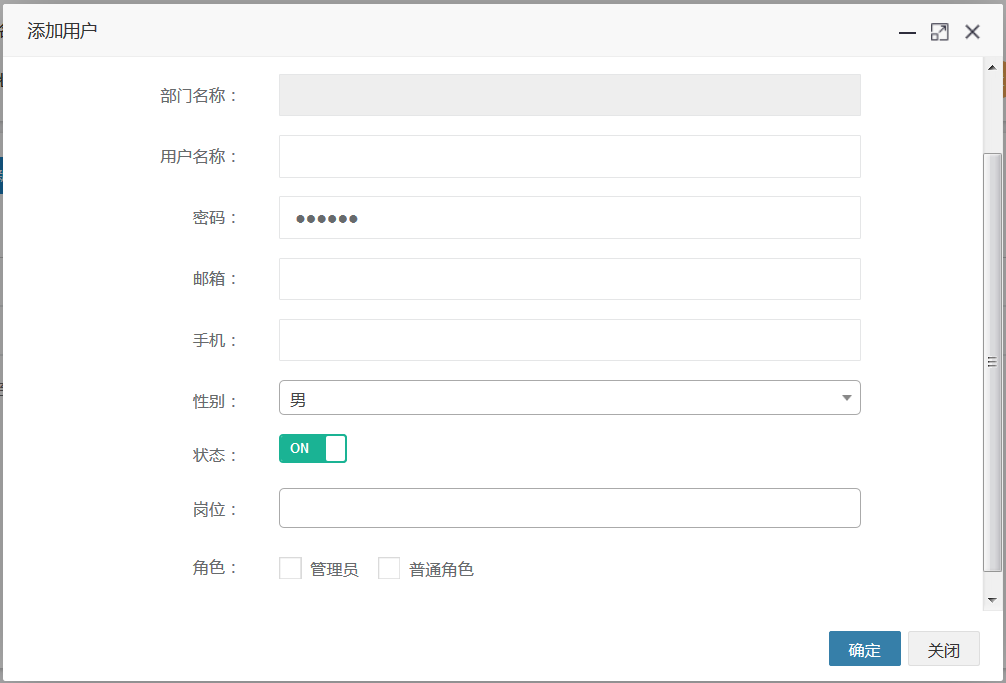 添加用户
部门名称：
用户名称：
密码： ●●●●●●
邮箱：
手机：
性别： 男
状态： ON
岗位：
角色： 管理员 普通角色
确定 关闭